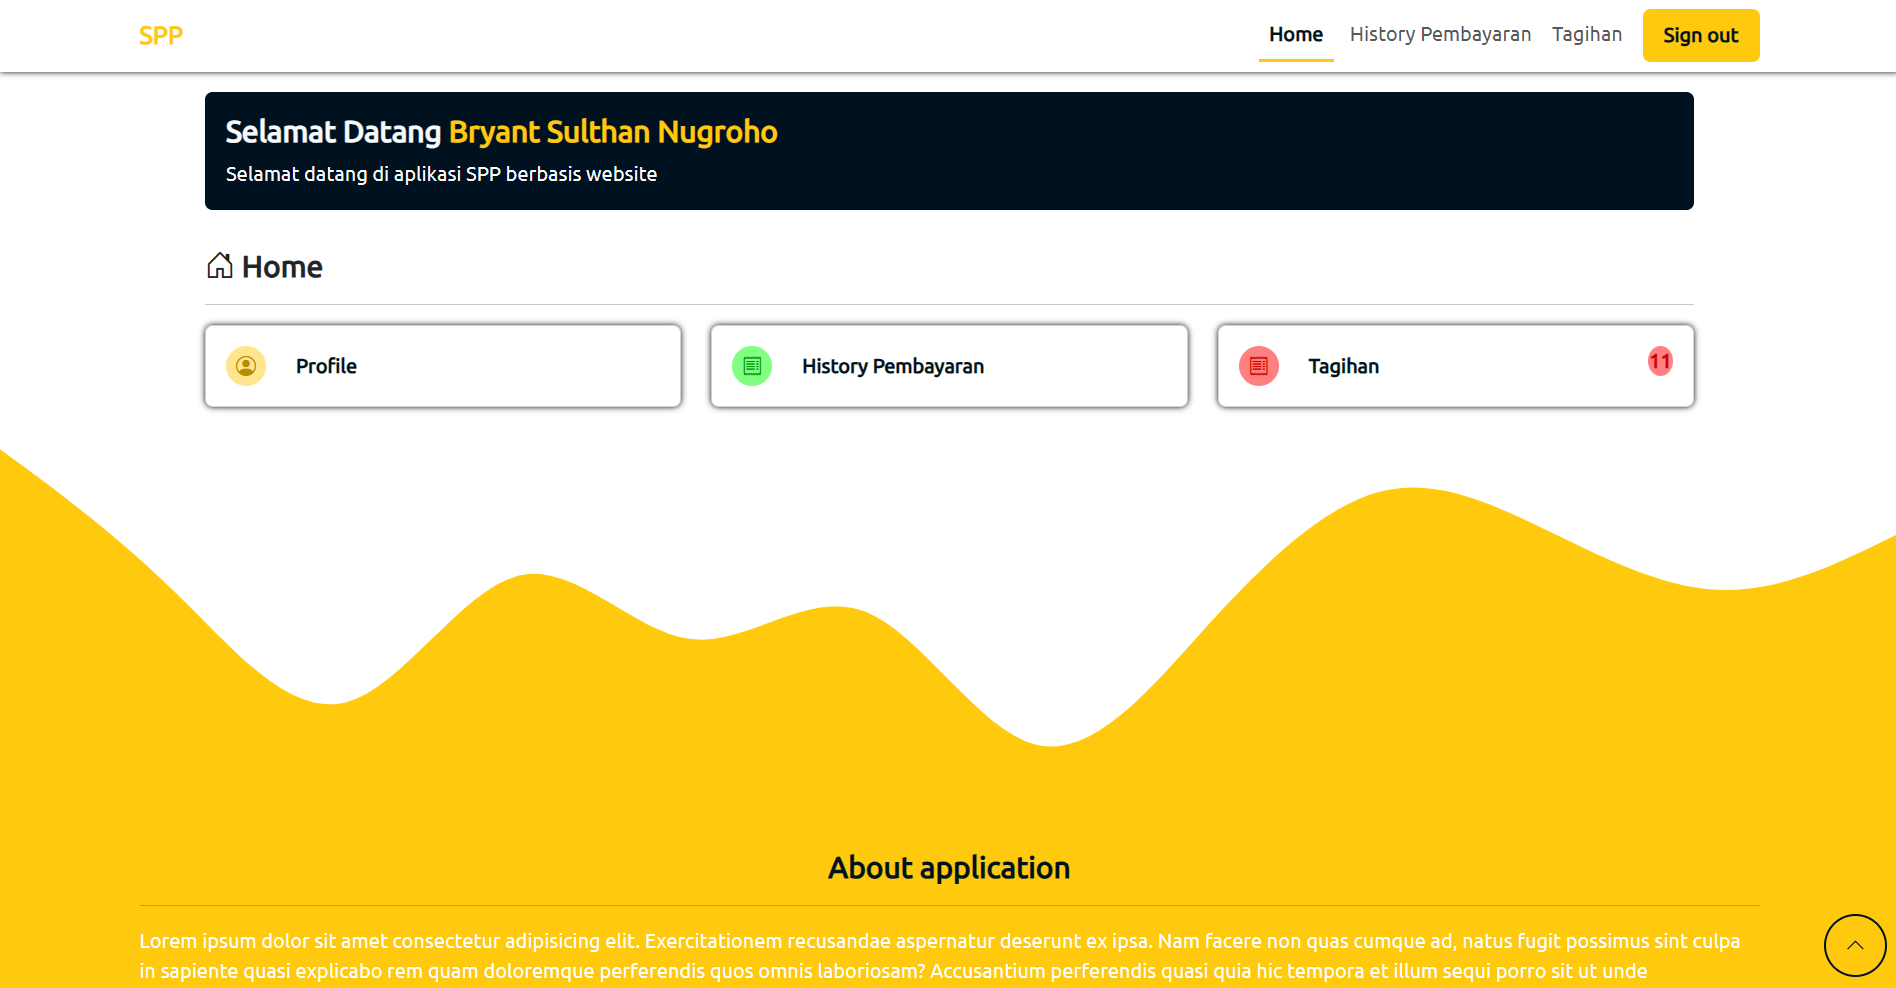 SPP
Home
History Pembayaran
Tagihan
Sign out
Selamat Datang Bryant Sulthan Nugroho
Selamat datang di aplikasi SPP berbasis website
Home
Profile
History Pembayaran
Tagihan
11
About application
Lorem ipsum dolor sit amet consectetur adipisicing elit. Exercitationem recusandae aspernatur deserunt ex ipsa. Nam facere non quas cumque ad, natus fugit possimus sint culpa
in sapiente quasi explicabo rem quam doloremque perferendis quos omnis laboriosam? Accusantium perferendis quasi quia hic tempora et illum sequi porro sit ut unde